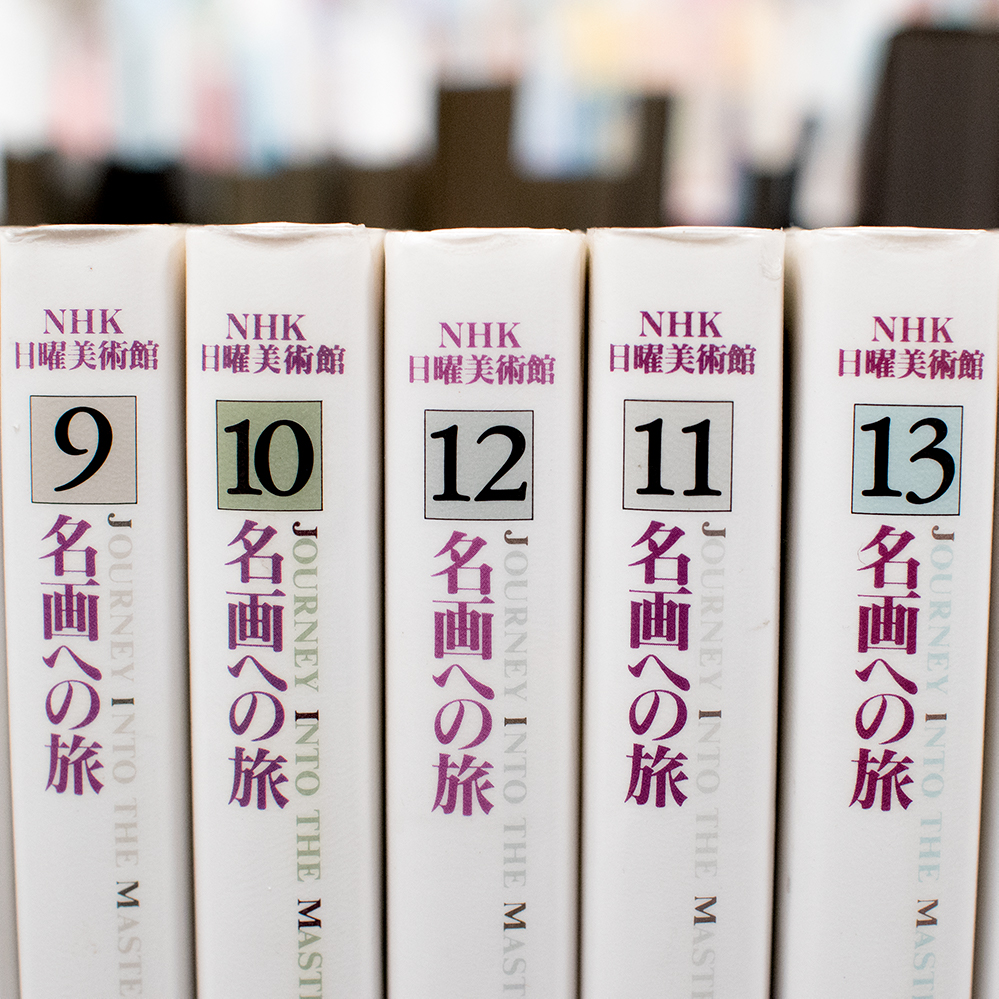 NHK
日曜美術館
9
名画への旅
JOURNEY INTO THE MASTE
NHK
日曜美術館
10
名画への旅
JOURNEY INTO THE MASTE
NHK
日曜美術館
12
名画への旅
JOURNEY INTO THE MAST
NHK
日曜美術館
11
名画への旅
JOURNEY INTO THE MAST
NHK
日曜美術館
13
名画への旅
JOURNEY INTO THE MAST